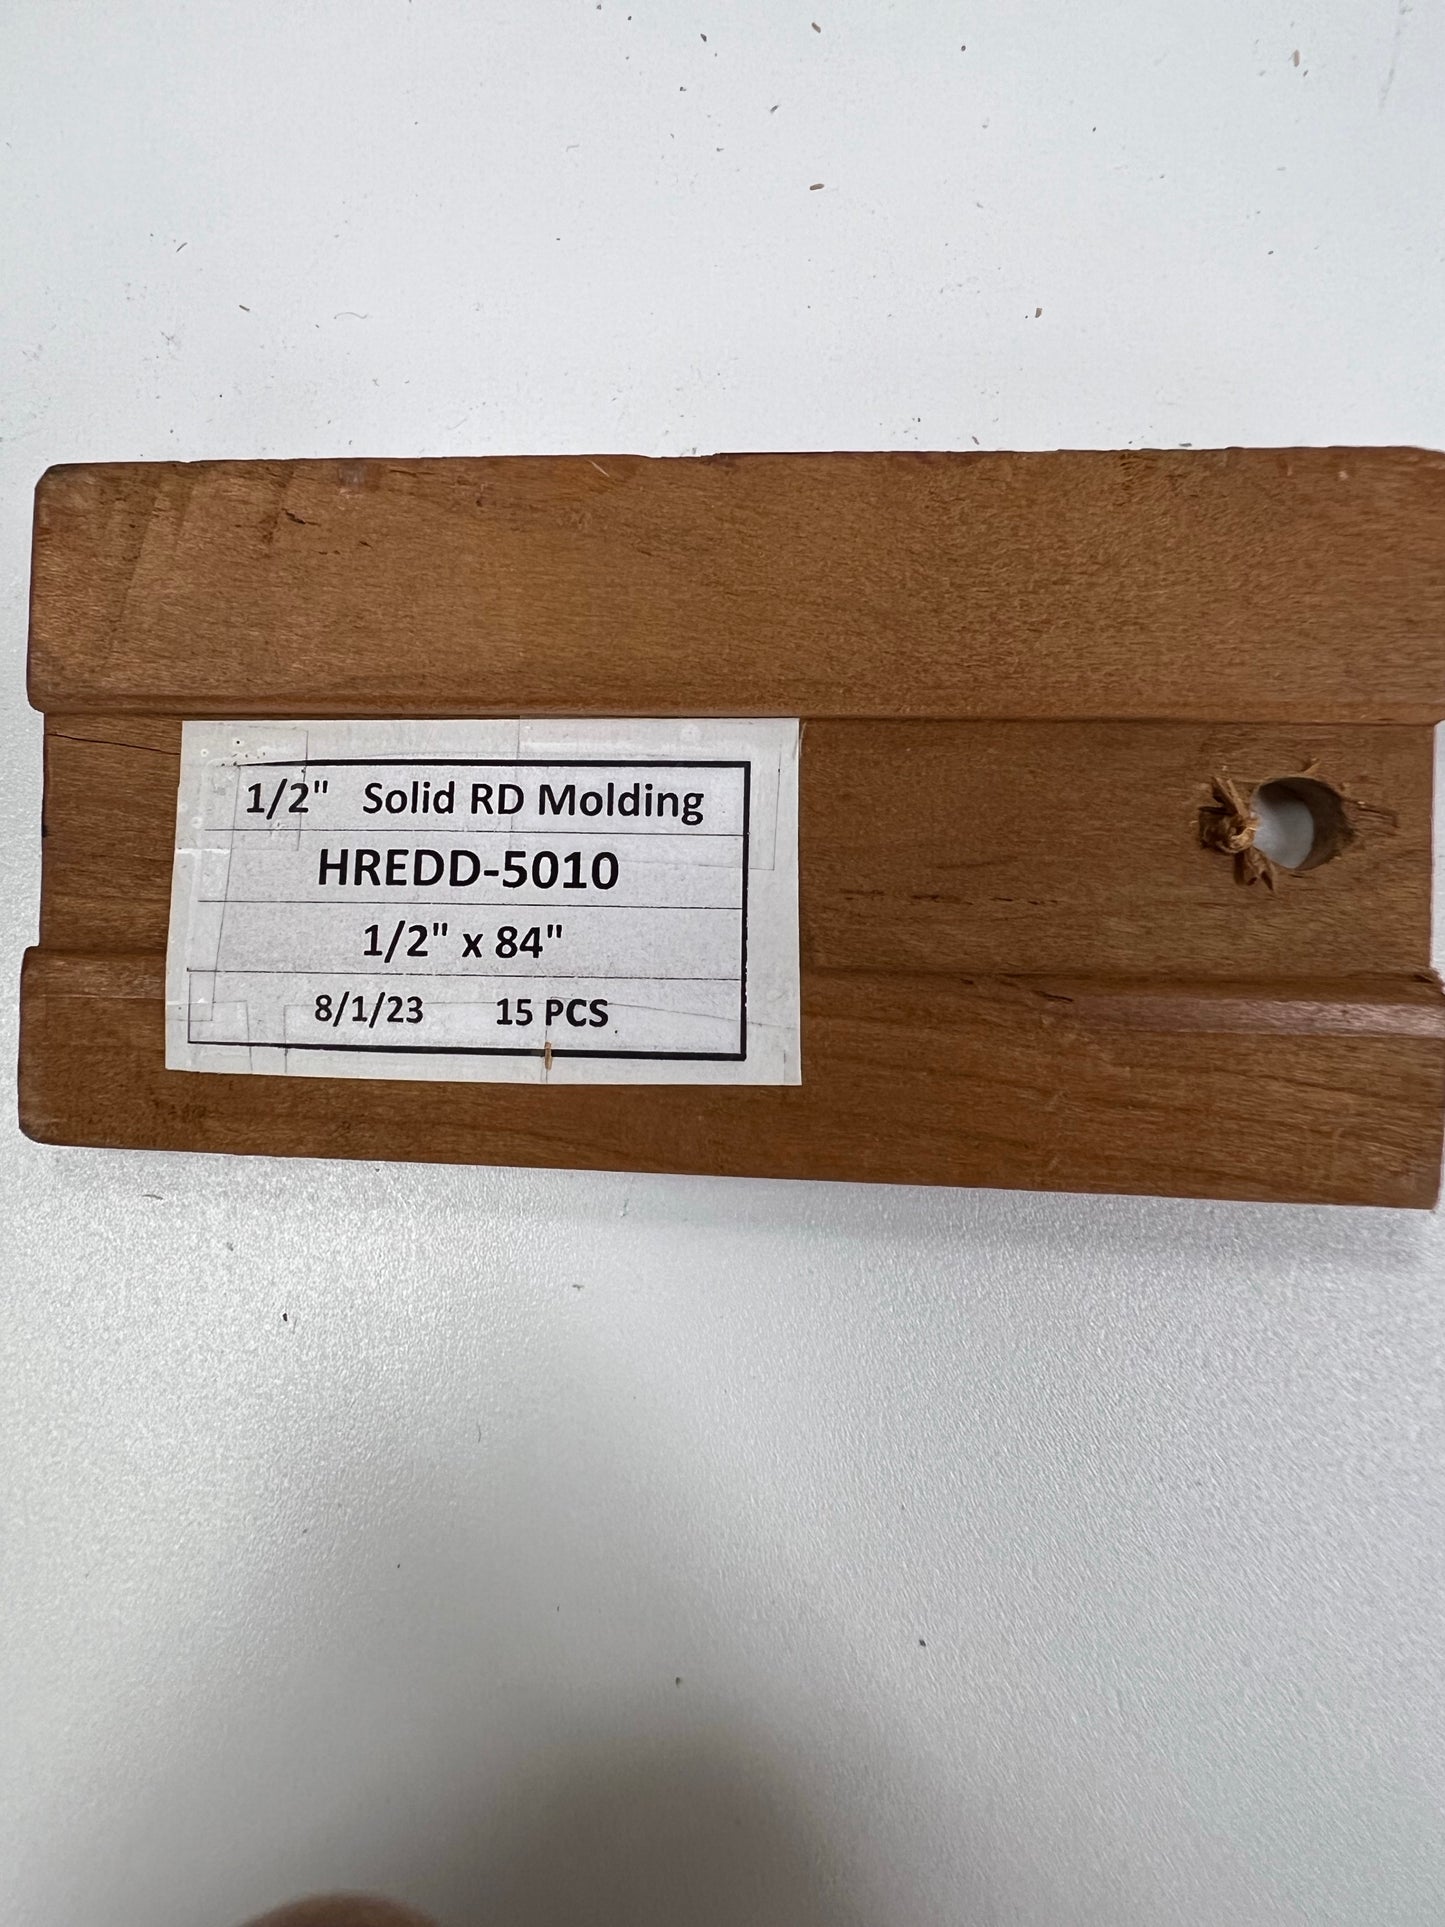 1/2" Solid RD Molding
HREDD-5010
1/2" x 84"
8/1/23 15 PCS